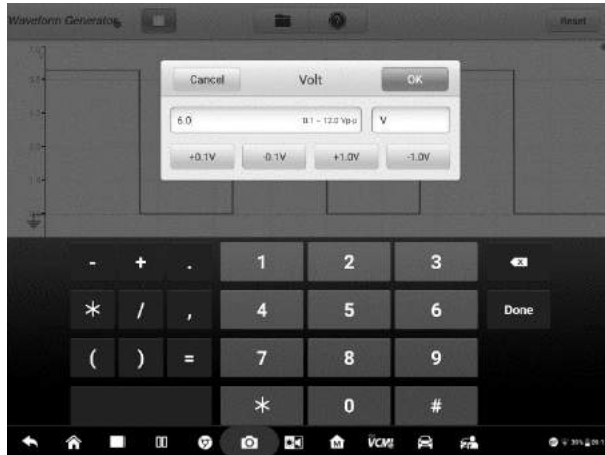 Waveform Generator
Reset
Cancel Volt OK
6.0 0.1 ~ 12.0 Vp-p V
+0.1V -0.1V +1.0V -1.0V
- + . 1 2 3
* / , 4 5 6 Done
( ) = 7 8 9
* 0 #
M VCMI 39%